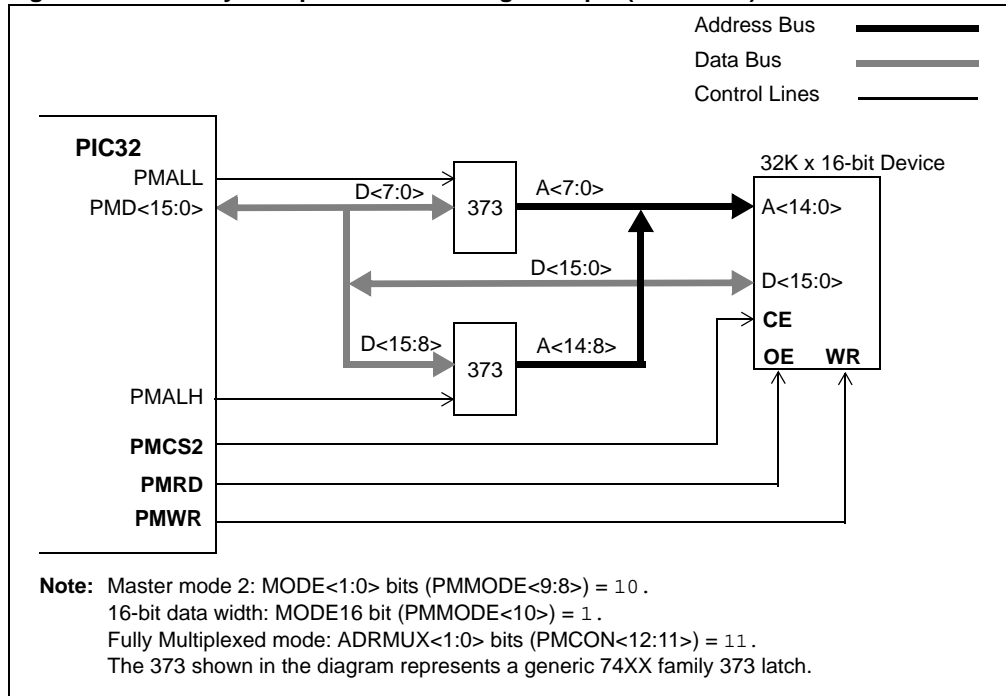 Address Bus
Data Bus
Control Lines
PIC32
32K x 16-bit Device
PMALL
D<7:0>
A<7:0>
PMD<15:0>
373
A<14:0>
D<15:0>
D<15:0>
CE
D<15:8>
A<14:8>
OE WR
373
PMALH
PMCS2
PMRD
PMWR
Note: Master mode 2: MODE<1:0> bits (PMMODE<9:8>) = 10.
16-bit data width: MODE16 bit (PMMODE<10>) = 1.
Fully Multiplexed mode: ADRMUX<1:0> bits (PMCON<12:11>) = 11.
The 373 shown in the diagram represents a generic 74XX family 373 latch.